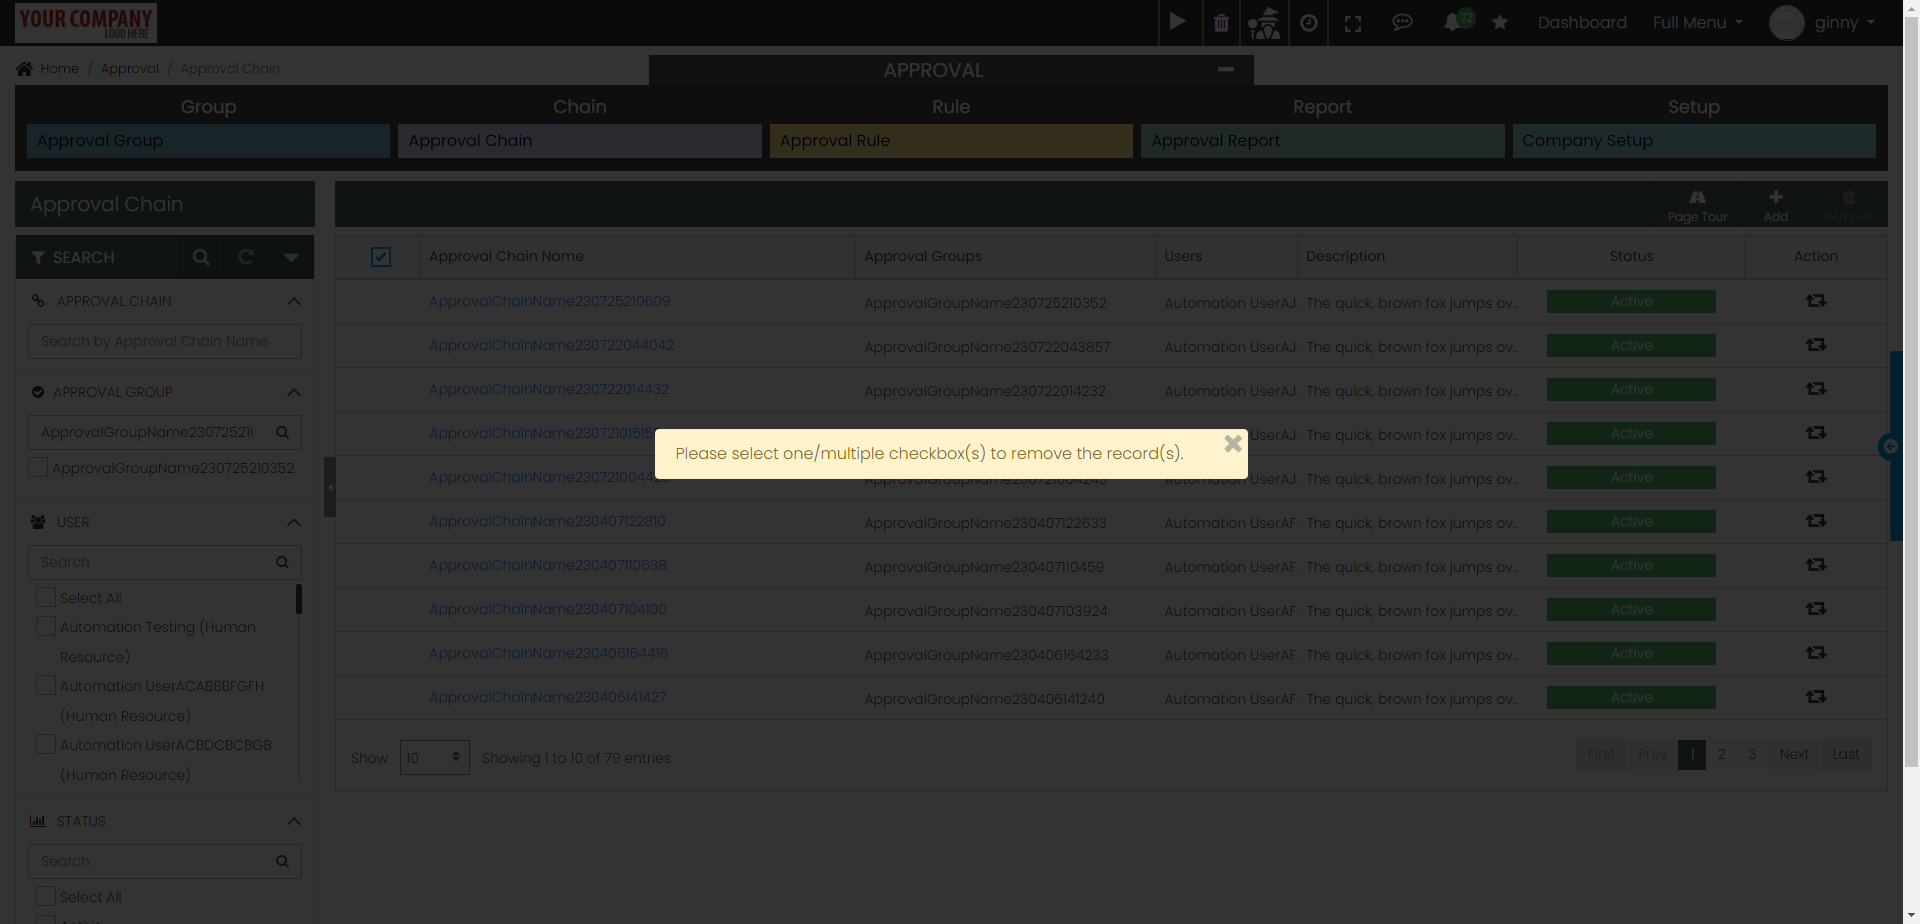 YOUR COMPANY
LOGO HERE
72
Dashboard
Full Menu
ginny
Home / Approval / Approval Chain
APPROVAL
Group
Chain
Rule
Report
Setup
Approval Group
Approval Chain
Approval Rule
Approval Report
Company Setup
Approval Chain
Page Tour
Add
Remove
SEARCH
APPROVAL CHAIN
Search by Approval Chain Name
APPROVAL GROUP
ApprovalGroupName23072521(
ApprovalGroupName230725210352
USER
Search
Select All
Automation Testing (Human
Resource)
Automation UserACABBBFGFH
(Human Resource)
Automation UserACBDCBCBGB
(Human Resource)
STATUS
Search
Select All
Approval Chain Name Approval Groups Users Description Status Action
ApprovalChainName230725210609 ApprovalGroupName230725210352 Automation UserAJ. The quick, brown fox jumps ov... Active
ApprovalChainName230722044042 ApprovalGroupName230722043857 Automation UserAJ. The quick, brown fox jumps ov... Active
ApprovalChainName230722014432 ApprovalGroupName230722014232 Automation UserAJ. The quick, brown fox jumps ov... Active
UserAJ. The quick, brown fox jumps ov... Active
Please select one/multiple checkbox(s) to remove the record(s).
ApprovalGroupName230721004243 Automation UserAJ. The quick, brown fox jumps ov... Active
ApprovalChainName230407122810 ApprovalGroupName230407122633 Automation UserAF. The quick, brown fox jumps ov... Active
ApprovalChainName230407110638 ApprovalGroupName230407110459 Automation UserAF. The quick, brown fox jumps ov... Active
ApprovalChainName230407104100 ApprovalGroupName230407103924 Automation UserAF. The quick, brown fox jumps ov... Active
ApprovalChainName230406164416 ApprovalGroupName230406164233 Automation UserAF. The quick, brown fox jumps ov... Active
ApprovalChainName230406141427 ApprovalGroupName230406141240 Automation UserAF. The quick, brown fox jumps ov... Active
Show 10 Showing 1 to 10 of 79 entries
First Prev 1 2 3 Next Last